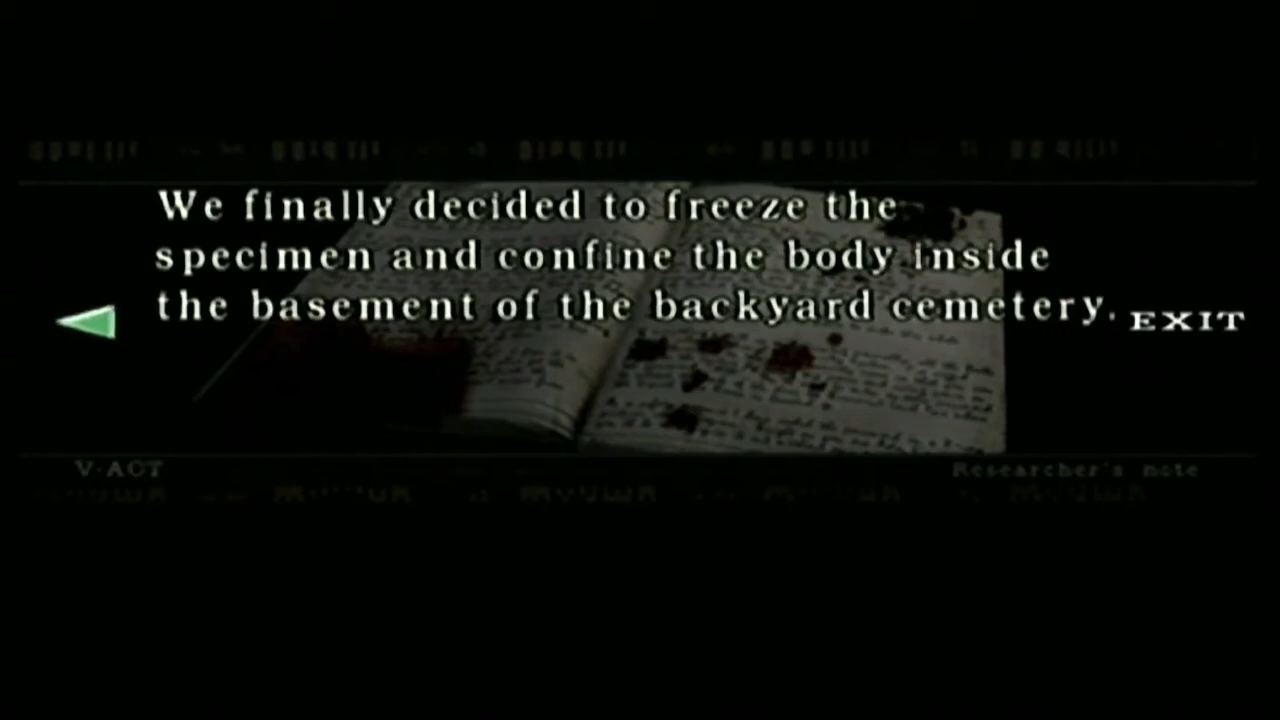 We finally decided to freeze the
specimen and confine the body inside
the basement of the backyard cemetery.
EXIT
V-ACT
Researcher's note